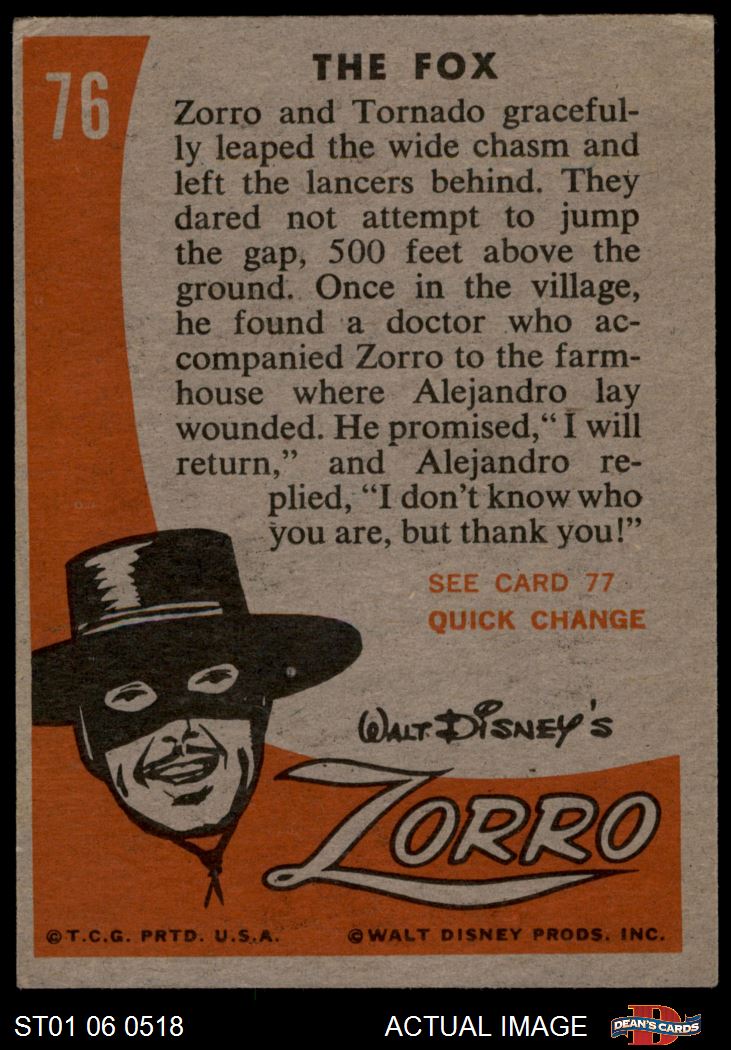 76
THE FOX
Zorro and Tornado graceful-
ly leaped the wide chasm and
left the lancers behind. They
dared not attempt to jump
the gap, 500 feet above the
ground. Once in the village,
he found a doctor who ac-
companied Zorro to the farm-
house where Alejandro lay
wounded. He promised, “I will
return,” and Alejandro re-
plied, “I don't know who
you are, but thank you!”
SEE CARD 77
QUICK CHANGE
WALT DISNEY'S
ZORRO
©T.C.G. PRTD. U.S.A. ©WALT DISNEY PRODS. INC.
ST01 06 0518 ACTUAL IMAGE D DEAN'S CARDS